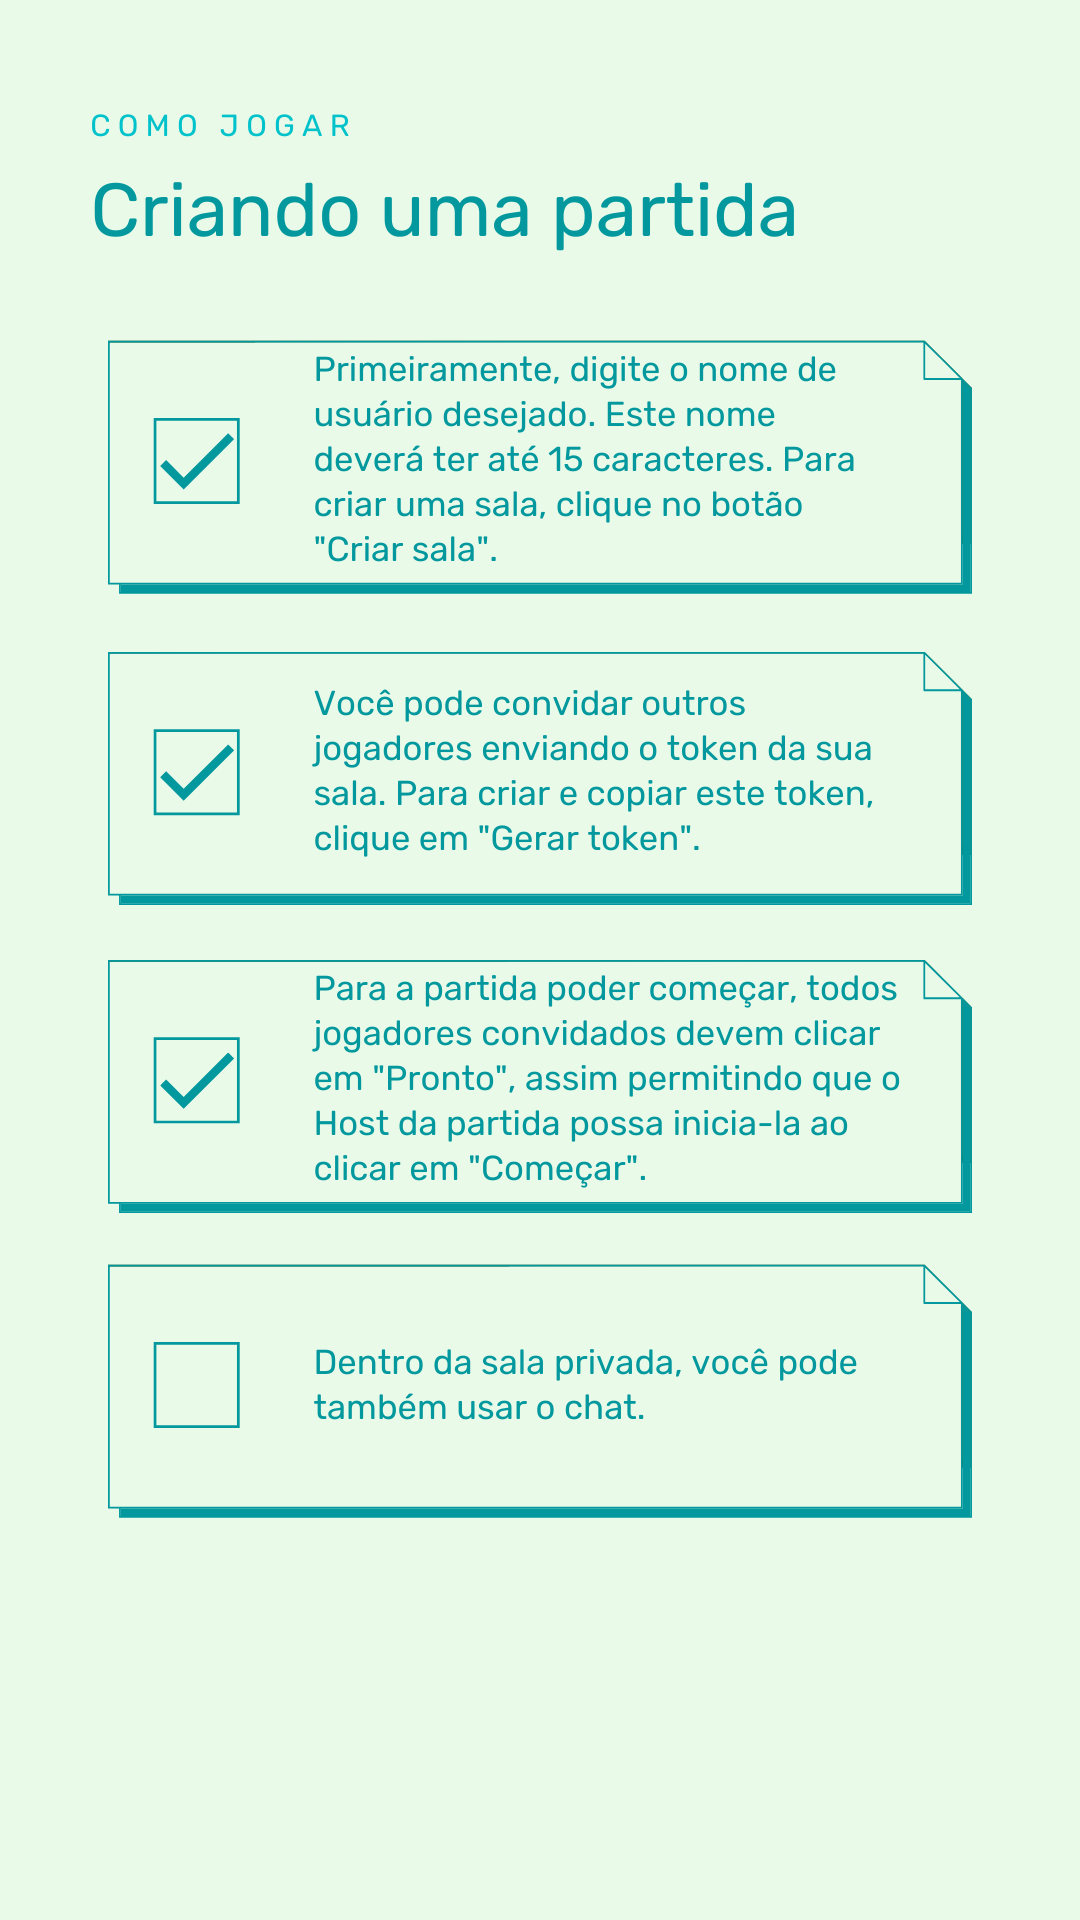 COMO JOGAR
Criando uma partida
Primeiramente, digite o nome de
usuário desejado. Este nome
deverá ter até 15 caracteres. Para
criar uma sala, clique no botão
"Criar sala".
Você pode convidar outros
jogadores enviando o token da sua
sala. Para criar e copiar este token,
clique em "Gerar token".
Para a partida poder começar, todos
jogadores convidados devem clicar
em "Pronto", assim permitindo que o
Host da partida possa inicia-la ao
clicar em "Começar".
Dentro da sala privada, você pode
também usar o chat.